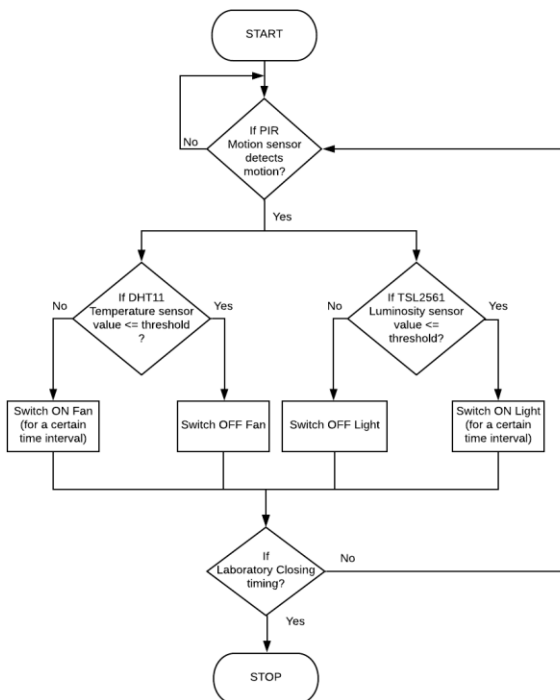 START
If PIR
Motion sensor
detects
motion?
No
Yes
If DHT11
Temperature sensor
value <= threshold
?
No
Yes
If TSL2561
Luminosity sensor
value <=
threshold?
No
Yes
Switch ON Fan
(for a certain
time interval)
Switch OFF Fan
Switch OFF Light
Switch ON Light
(for a certain
time interval)
If
Laboratory Closing
timing?
No
Yes
STOP